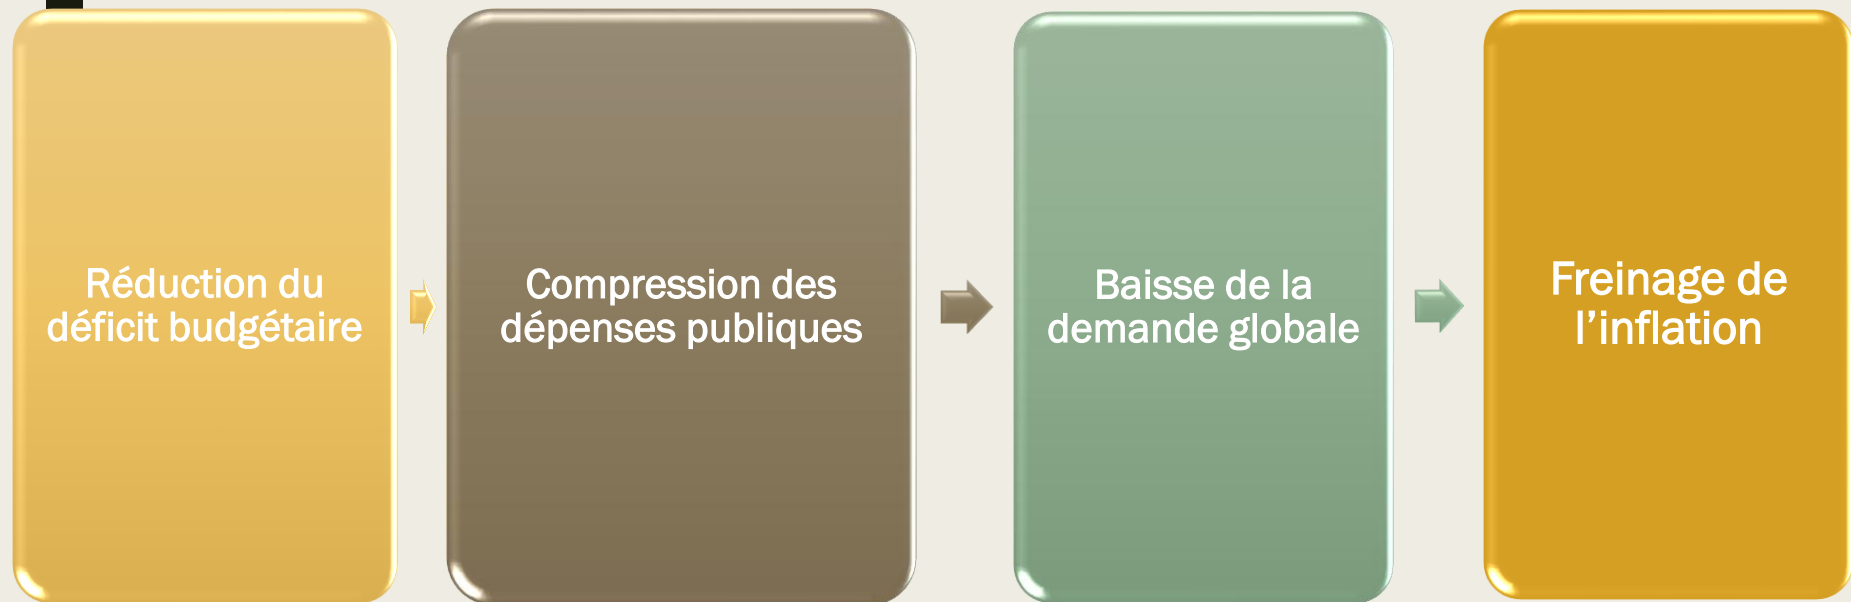 Réduction du
déficit budgétaire
Compression des
dépenses publiques
Baisse de la
demande globale
Freinage de
l’inflation